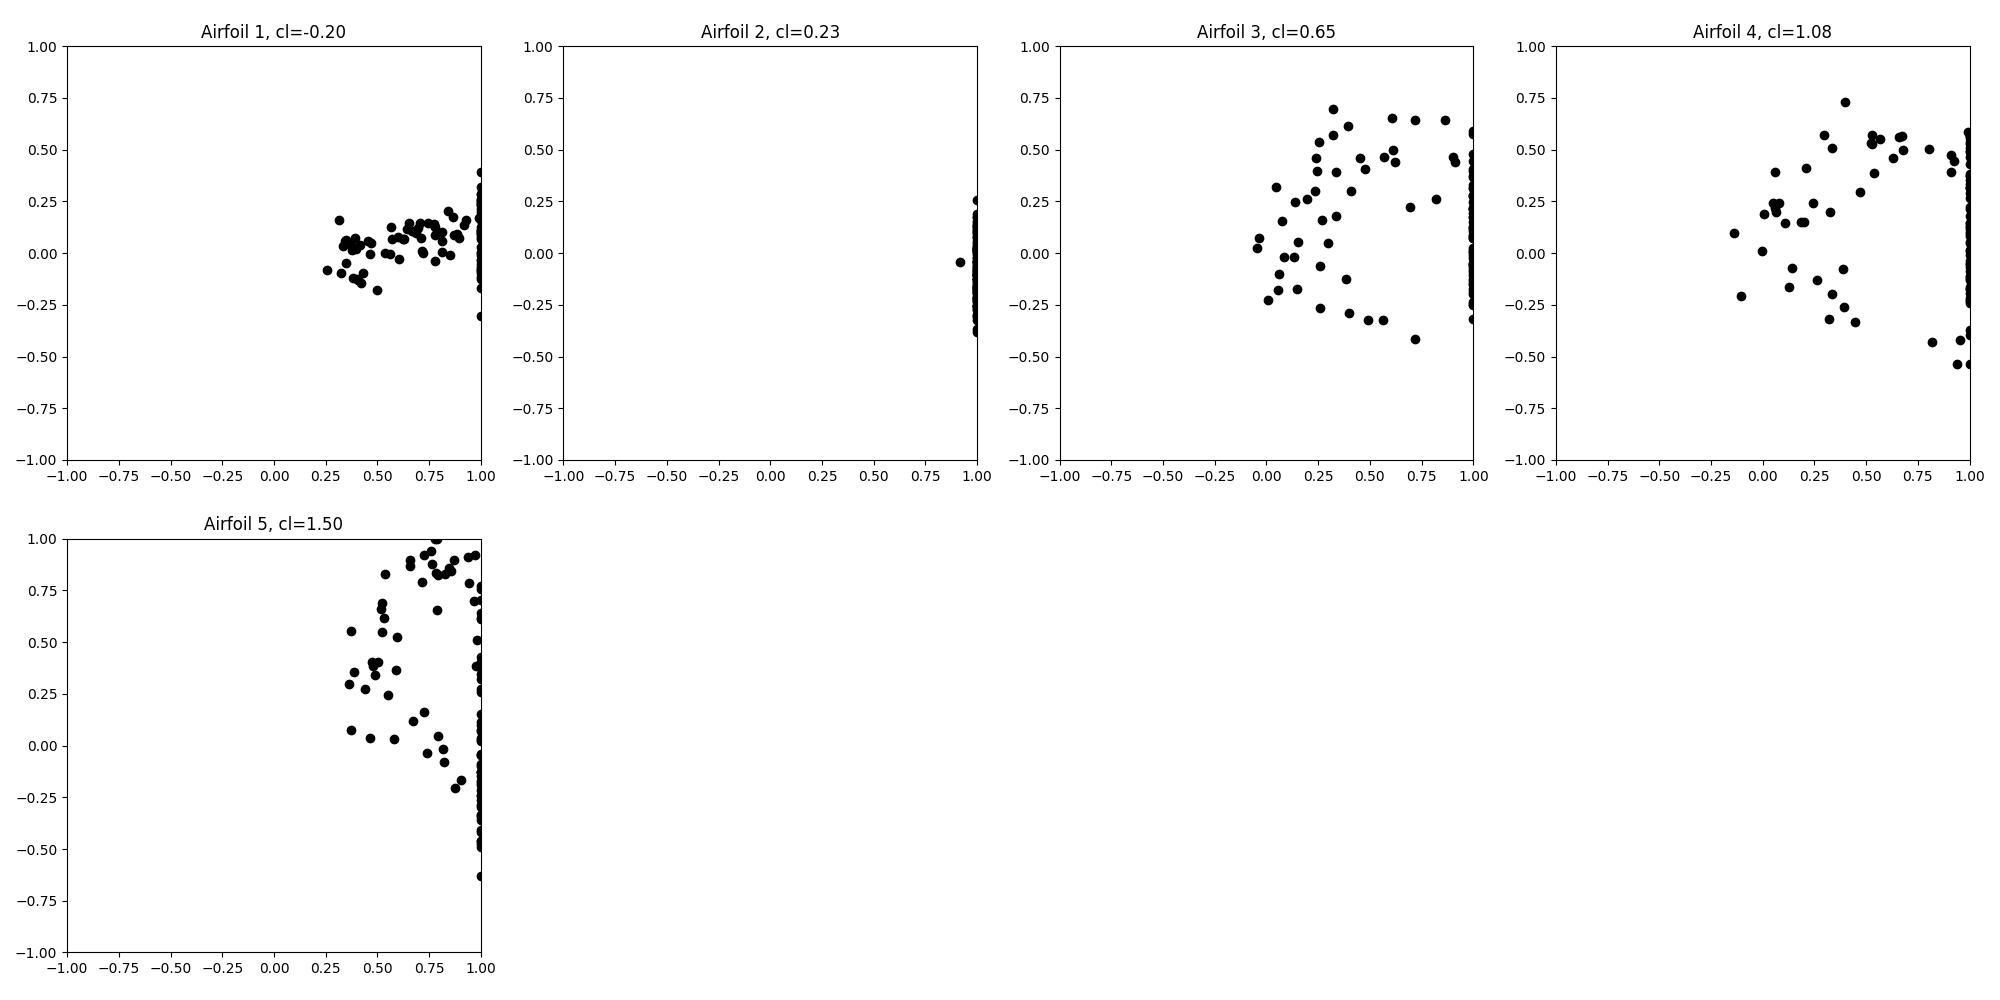 Airfoil 1, cl=-0.20
Airfoil 2, cl=0.23
Airfoil 3, cl=0.65
Airfoil 4, cl=1.08
1.00 1.00 1.00 1.00
0.75 0.75 0.75 0.75
0.50 0.50 0.50 0.50
0.25 0.25 0.25 0.25
0.00 0.00 0.00 0.00
−0.25 −0.25 −0.25 −0.25
−0.50 −0.50 −0.50 −0.50
−0.75 −0.75 −0.75 −0.75
−1.00 −1.00 −1.00 −1.00
−1.00 −0.75 −0.50 −0.25 0.00 0.25 0.50 0.75 1.00
−1.00 −0.75 −0.50 −0.25 0.00 0.25 0.50 0.75 1.00
−1.00 −0.75 −0.50 −0.25 0.00 0.25 0.50 0.75 1.00
−1.00 −0.75 −0.50 −0.25 0.00 0.25 0.50 0.75 1.00
Airfoil 5, cl=1.50
1.00
0.75
0.50
0.25
0.00
−0.25
−0.50
−0.75
−1.00
−1.00 −0.75 −0.50 −0.25 0.00 0.25 0.50 0.75 1.00